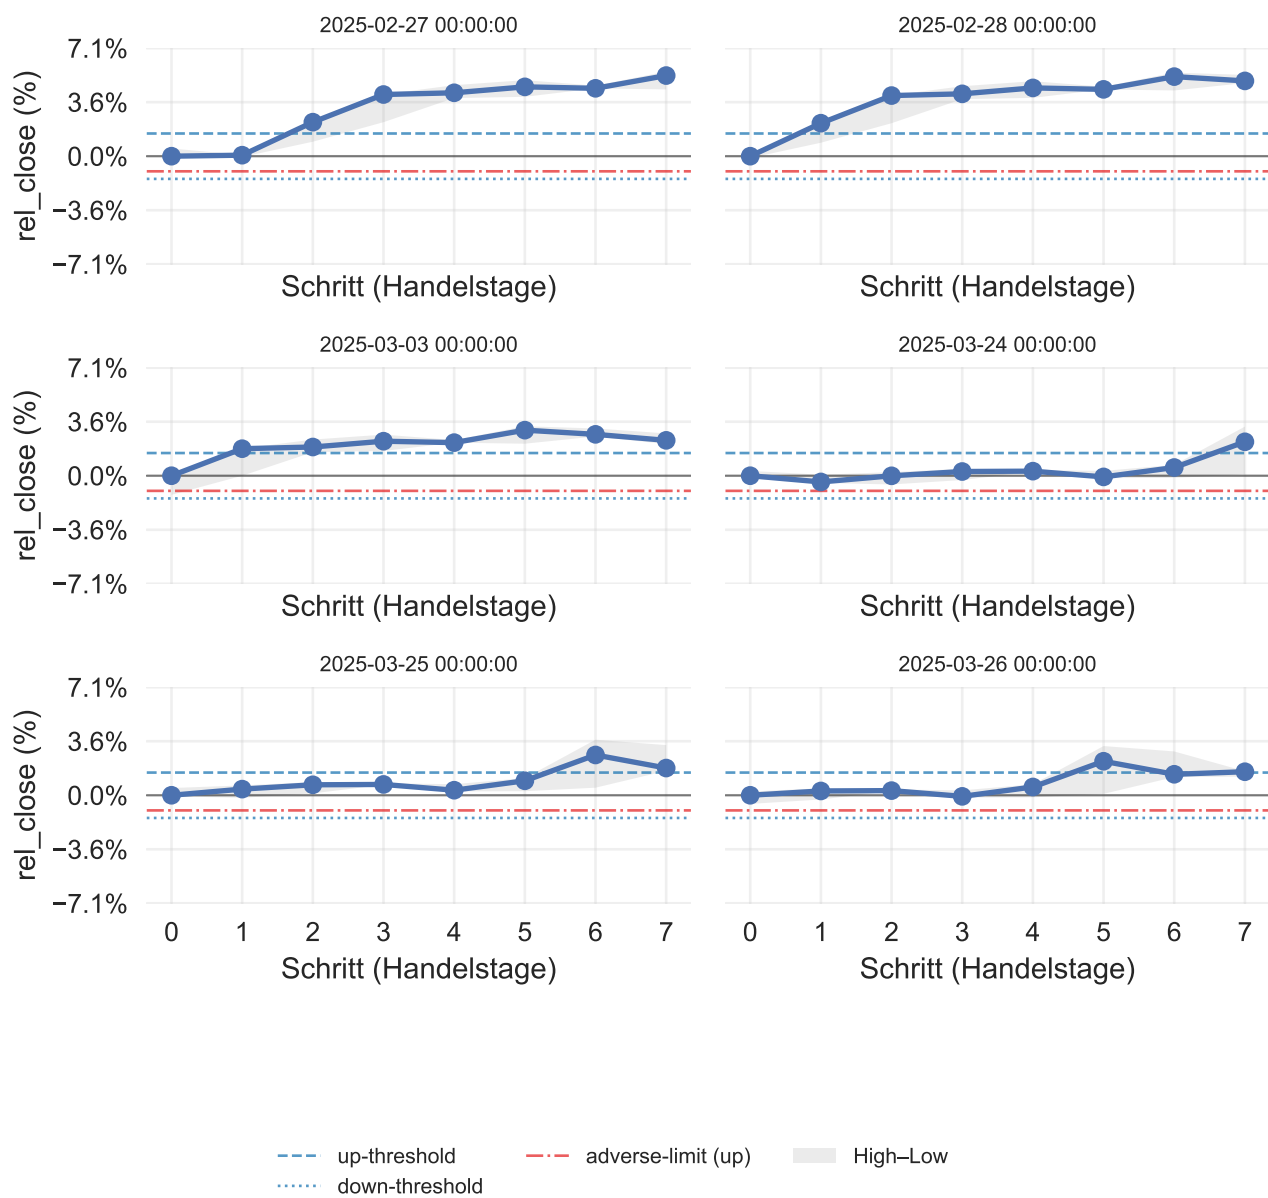 2025-02-27 00:00:00
2025-02-28 00:00:00
rel_close (%)
7.1%
3.6%
0.0%
−3.6%
−7.1%
Schritt (Handelstage)
Schritt (Handelstage)
2025-03-03 00:00:00
2025-03-24 00:00:00
rel_close (%)
7.1%
3.6%
0.0%
−3.6%
−7.1%
Schritt (Handelstage)
Schritt (Handelstage)
2025-03-25 00:00:00
2025-03-26 00:00:00
rel_close (%)
7.1%
3.6%
0.0%
−3.6%
−7.1%
0 1 2 3 4 5 6 7
0 1 2 3 4 5 6 7
Schritt (Handelstage)
Schritt (Handelstage)
up-threshold
down-threshold
adverse-limit (up)
High–Low